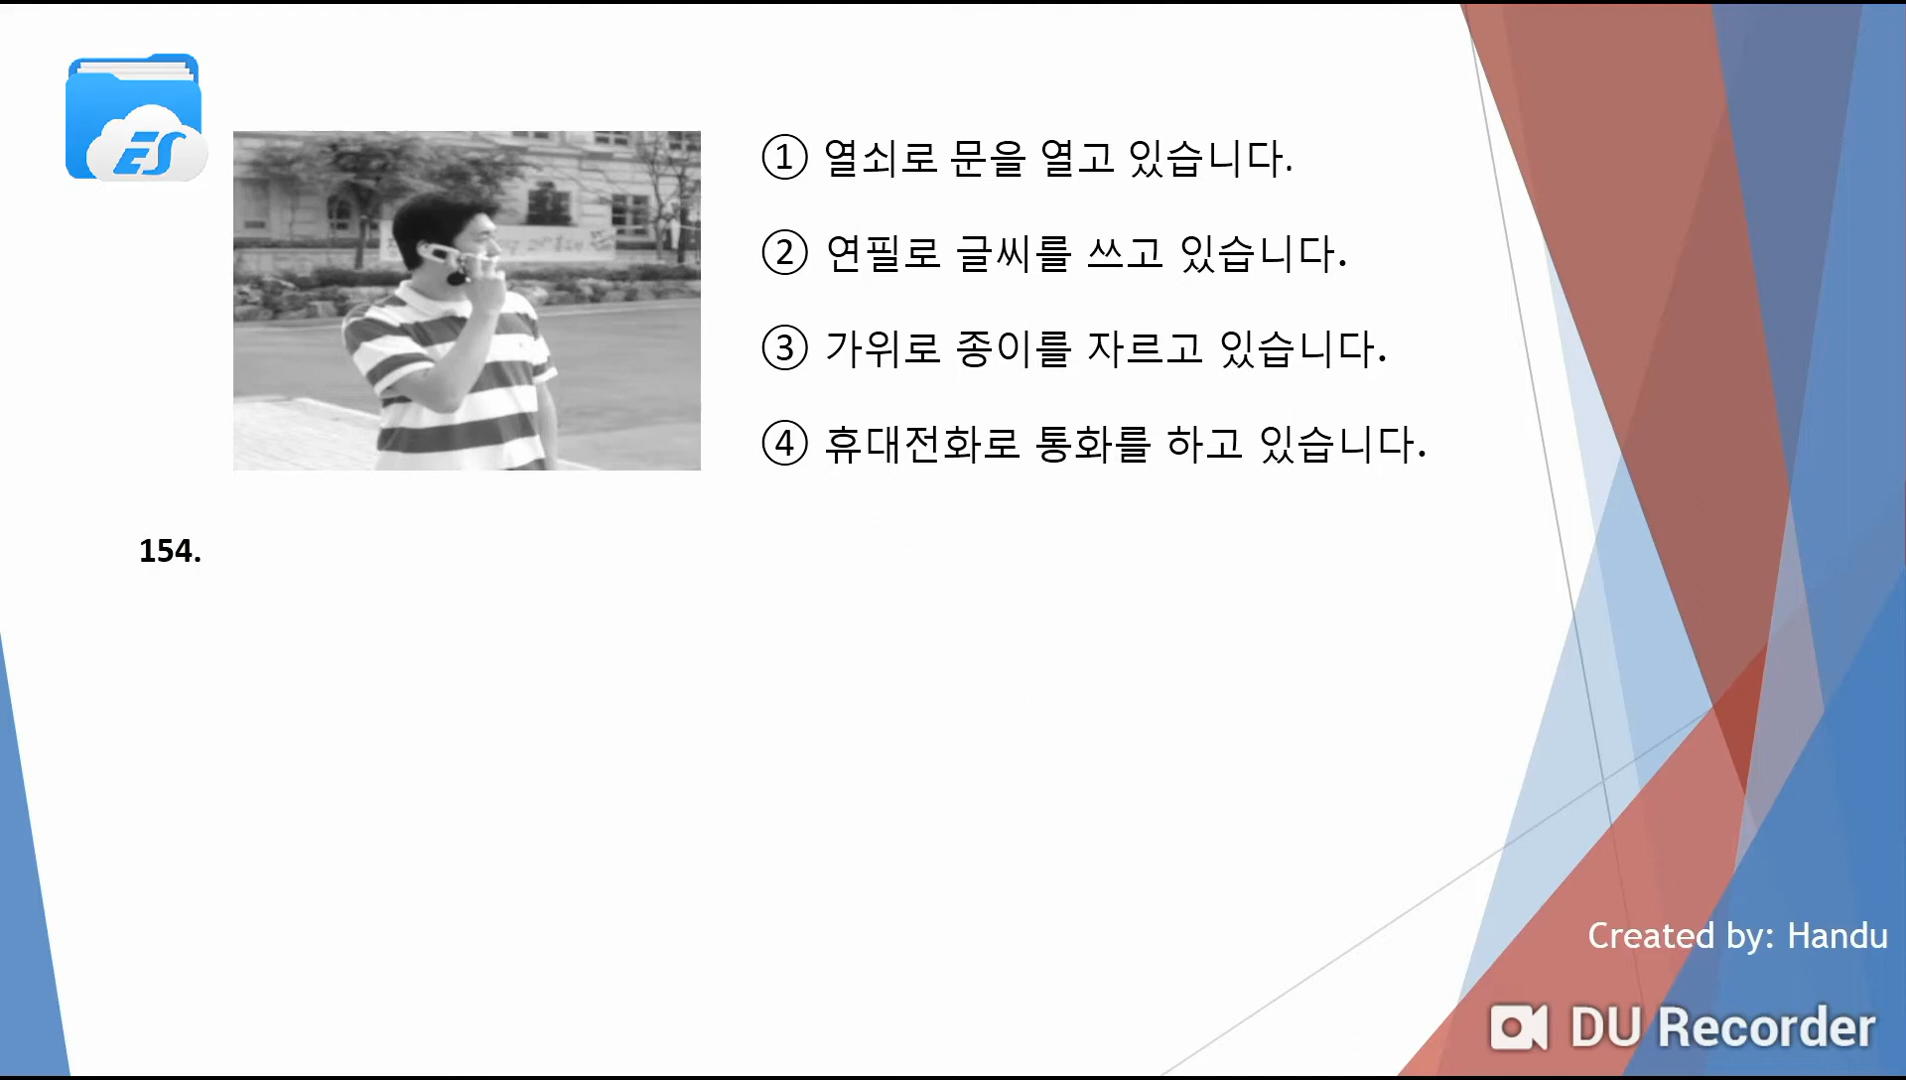 ES
① 열쇠로 문을 열고 있습니다.
② 연필로 글씨를 쓰고 있습니다.
③ 가위로 종이를 자르고 있습니다.
④ 휴대전화로 통화를 하고 있습니다.
154.
Created by: Handu
DU Recorder